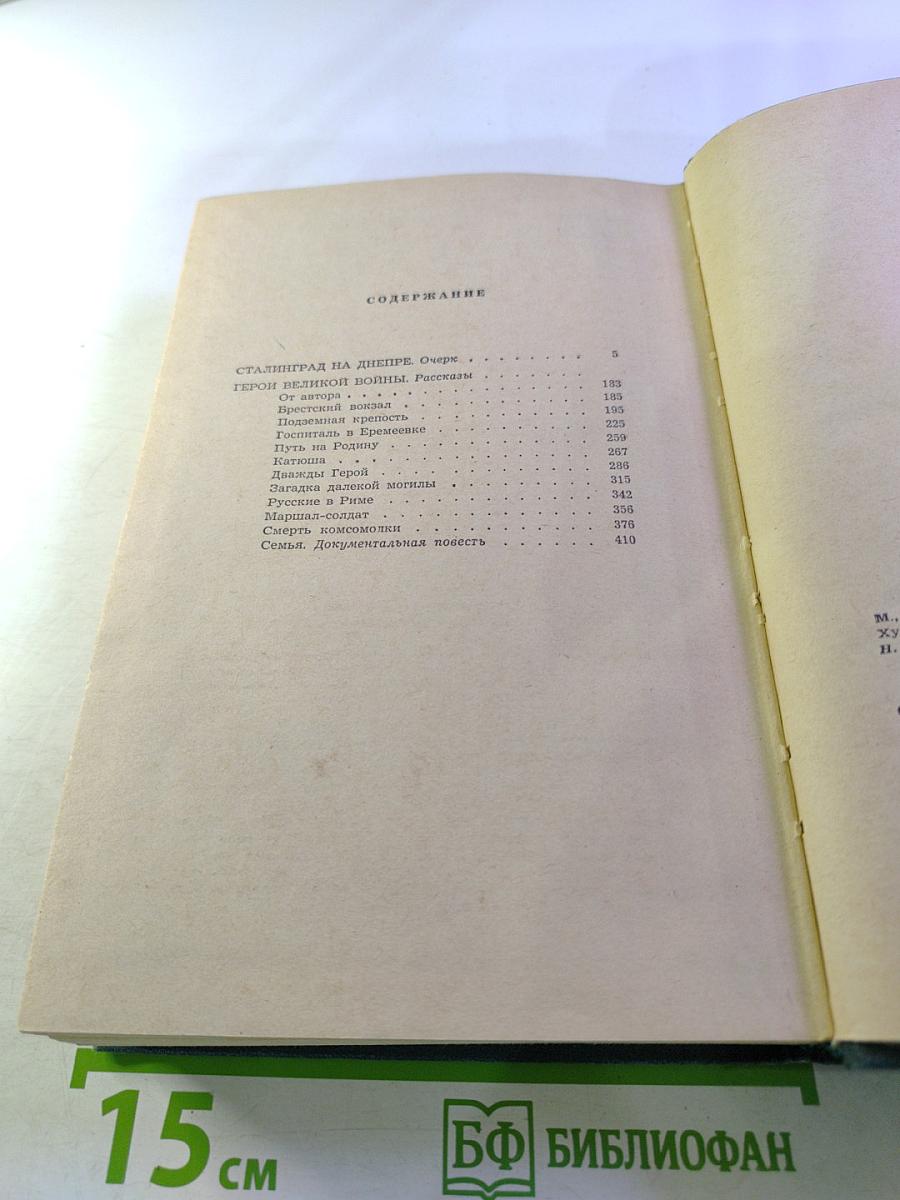 СОДЕРЖАНИЕ
СТАЛИНГРАД НА ДНЕПРЕ. Очерк . . . . . . . . 5
ГЕРОИ ВЕЛИКОЙ ВОЙНЫ. Рассказы . . . . . . .
От автора . . . . . . . . . . . . . . 183
Брестский вокзал . . . . . . . . . . . . 185
Подземная крепость . . . . . . . . . . . 195
Госпиталь в Еремеевке . . . . . . . . . . 225
Путь на Родину . . . . . . . . . . . . 259
Катюша . . . . . . . . . . . . . . . 267
Дважды Герой . . . . . . . . . . . . . 286
Загадка далекой могилы . . . . . . . . . . 315
Русские в Риме . . . . . . . . . . . . 342
Маршал-солдат . . . . . . . . . . . . . 356
Смерть комсомолки . . . . . . . . . . . 376
Семья. Документальная повесть . . . . . . 410
М.,
Ху
Н.
15 см
БФ БИБЛИОФАН